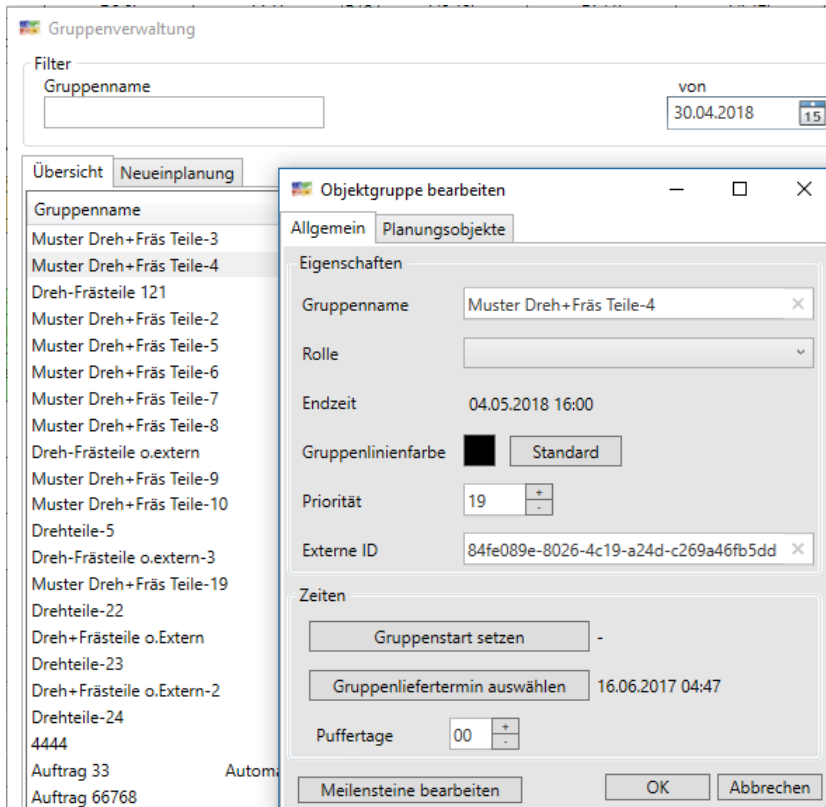 Gruppenverwaltung
Filter
Gruppenname
von
30.04.2018
15
Übersicht
Neueinplanung
Gruppenname
Muster Dreh+Fräs Teile-3
Muster Dreh+Fräs Teile-4
Dreh-Frästeile 121
Muster Dreh+Fräs Teile-2
Muster Dreh+Fräs Teile-5
Muster Dreh+Fräs Teile-6
Muster Dreh+Fräs Teile-7
Muster Dreh+Fräs Teile-8
Dreh-Frästeile o.extern
Muster Dreh+Fräs Teile-9
Muster Dreh+Fräs Teile-10
Drehteile-5
Dreh-Frästeile o.extern-3
Muster Dreh+Fräs Teile-19
Drehteile-22
Dreh+Frästeile o.Extern
Drehteile-23
Dreh+Frästeile o.Extern-2
Drehteile-24
4444
Auftrag 33 Automa
Auftrag 66768
Objektgruppe bearbeiten
Allgemein Planungsobjekte
Eigenschaften
Gruppenname Muster Dreh+Fräs Teile-4
Rolle
Endzeit 04.05.2018 16:00
Gruppenlinienfarbe Standard
Priorität 19 + -
Externe ID 84fe089e-8026-4c19-a24d-c269a46fb5dd
Zeiten
Gruppenstart setzen -
Gruppenliefertermin auswählen 16.06.2017 04:47
Puffertage 00 + -
Meilensteine bearbeiten OK Abbrechen